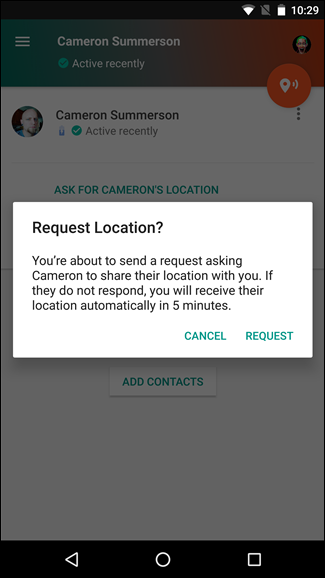 10:29
Cameron Summerson
Active recently
Cameron Summerson
Active recently
ASK FOR CAMERON'S LOCATION
Request Location?
You're about to send a request asking
Cameron to share their location with you. If
they do not respond, you will receive their
location automatically in 5 minutes.
CANCEL REQUEST
ADD CONTACTS